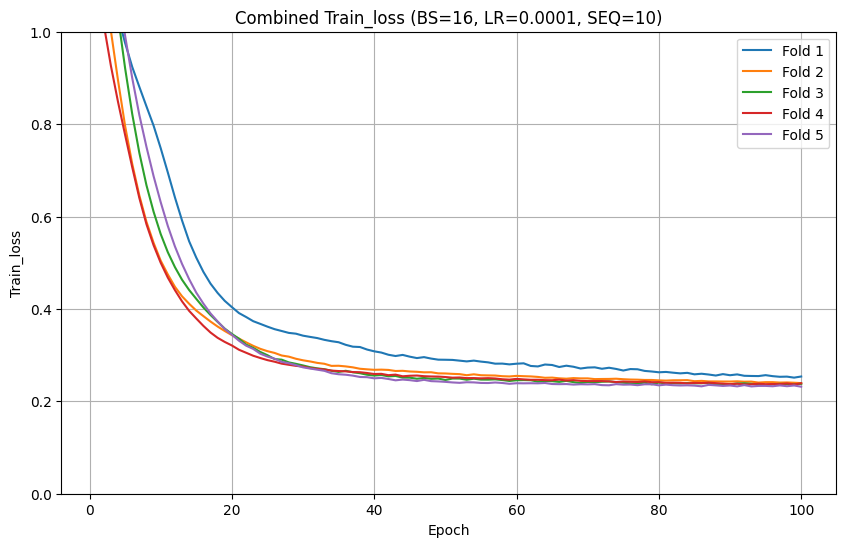 Combined Train_loss (BS=16, LR=0.0001, SEQ=10)
Fold 1
Fold 2
Fold 3
Fold 4
Fold 5
Train_loss
1.0
0.8
0.6
0.4
0.2
0.0
0
20
40
60
80
100
Epoch